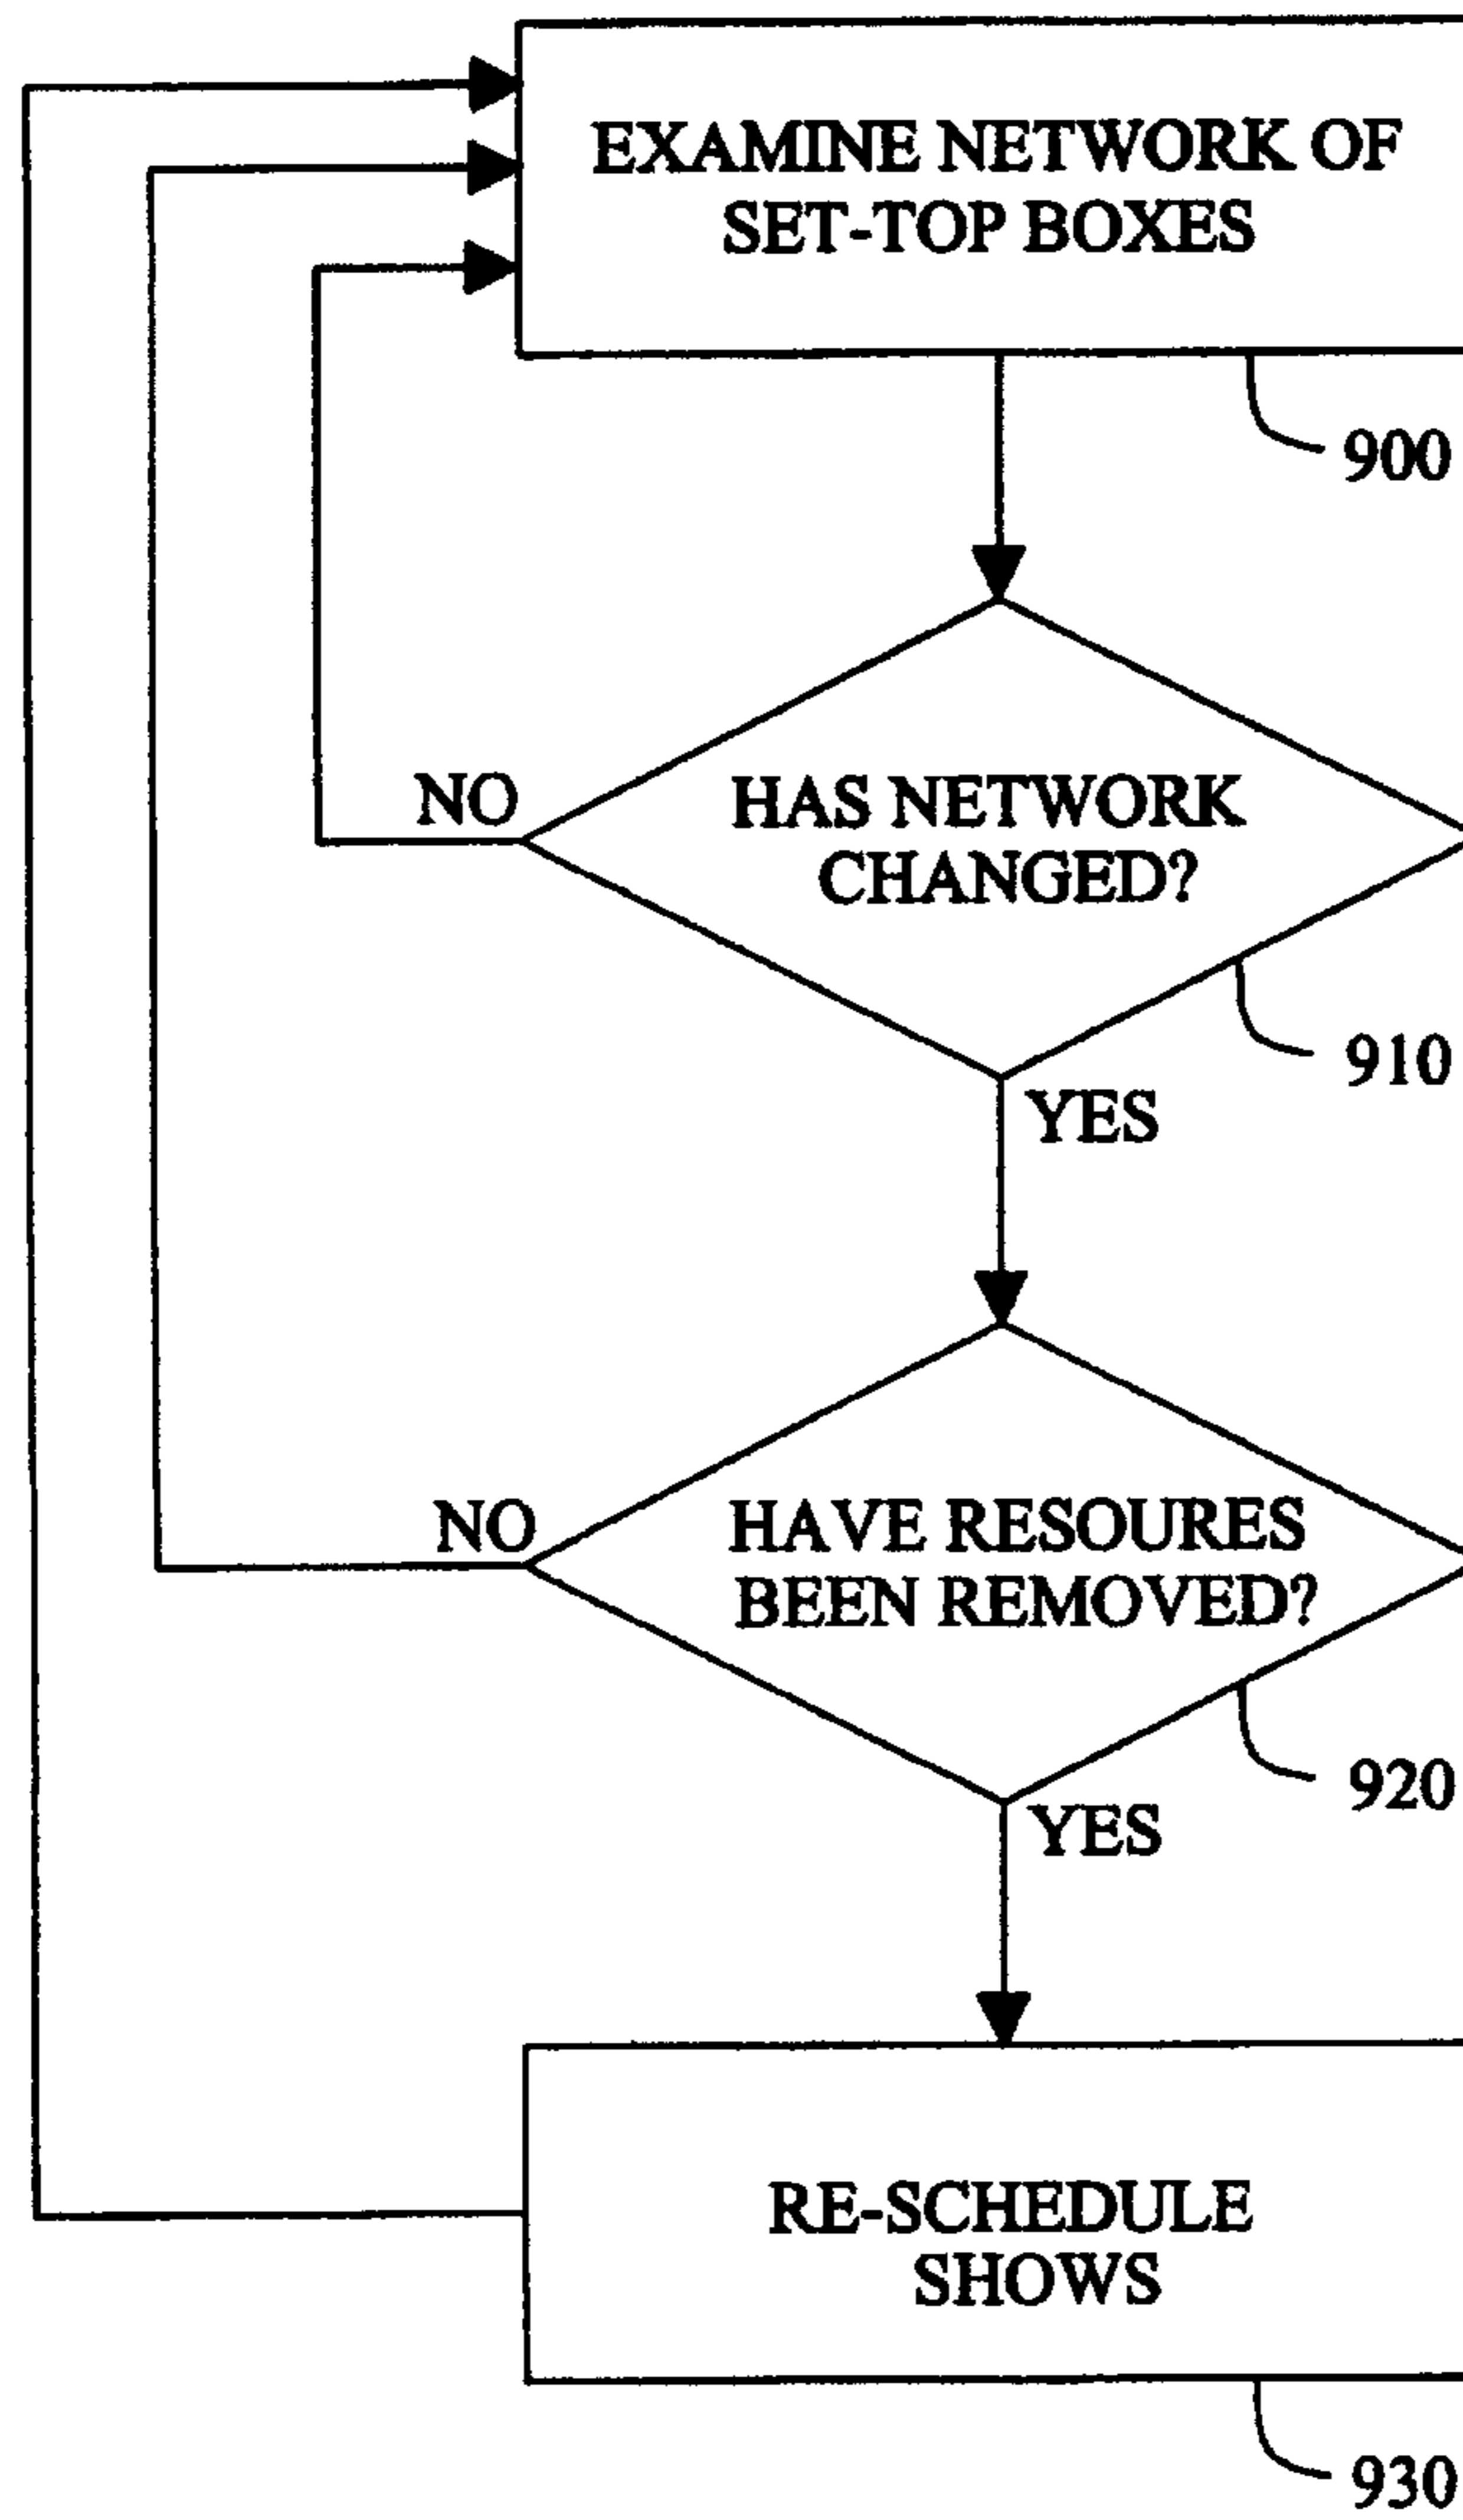 EXAMINE NETWORK OF
SET-TOP BOXES
900
NO
HAS NETWORK
CHANGED?
910
YES
NO
HAVE RESOURES
BEEN REMOVED?
920
YES
RE-SCHEDULE
SHOWS
930